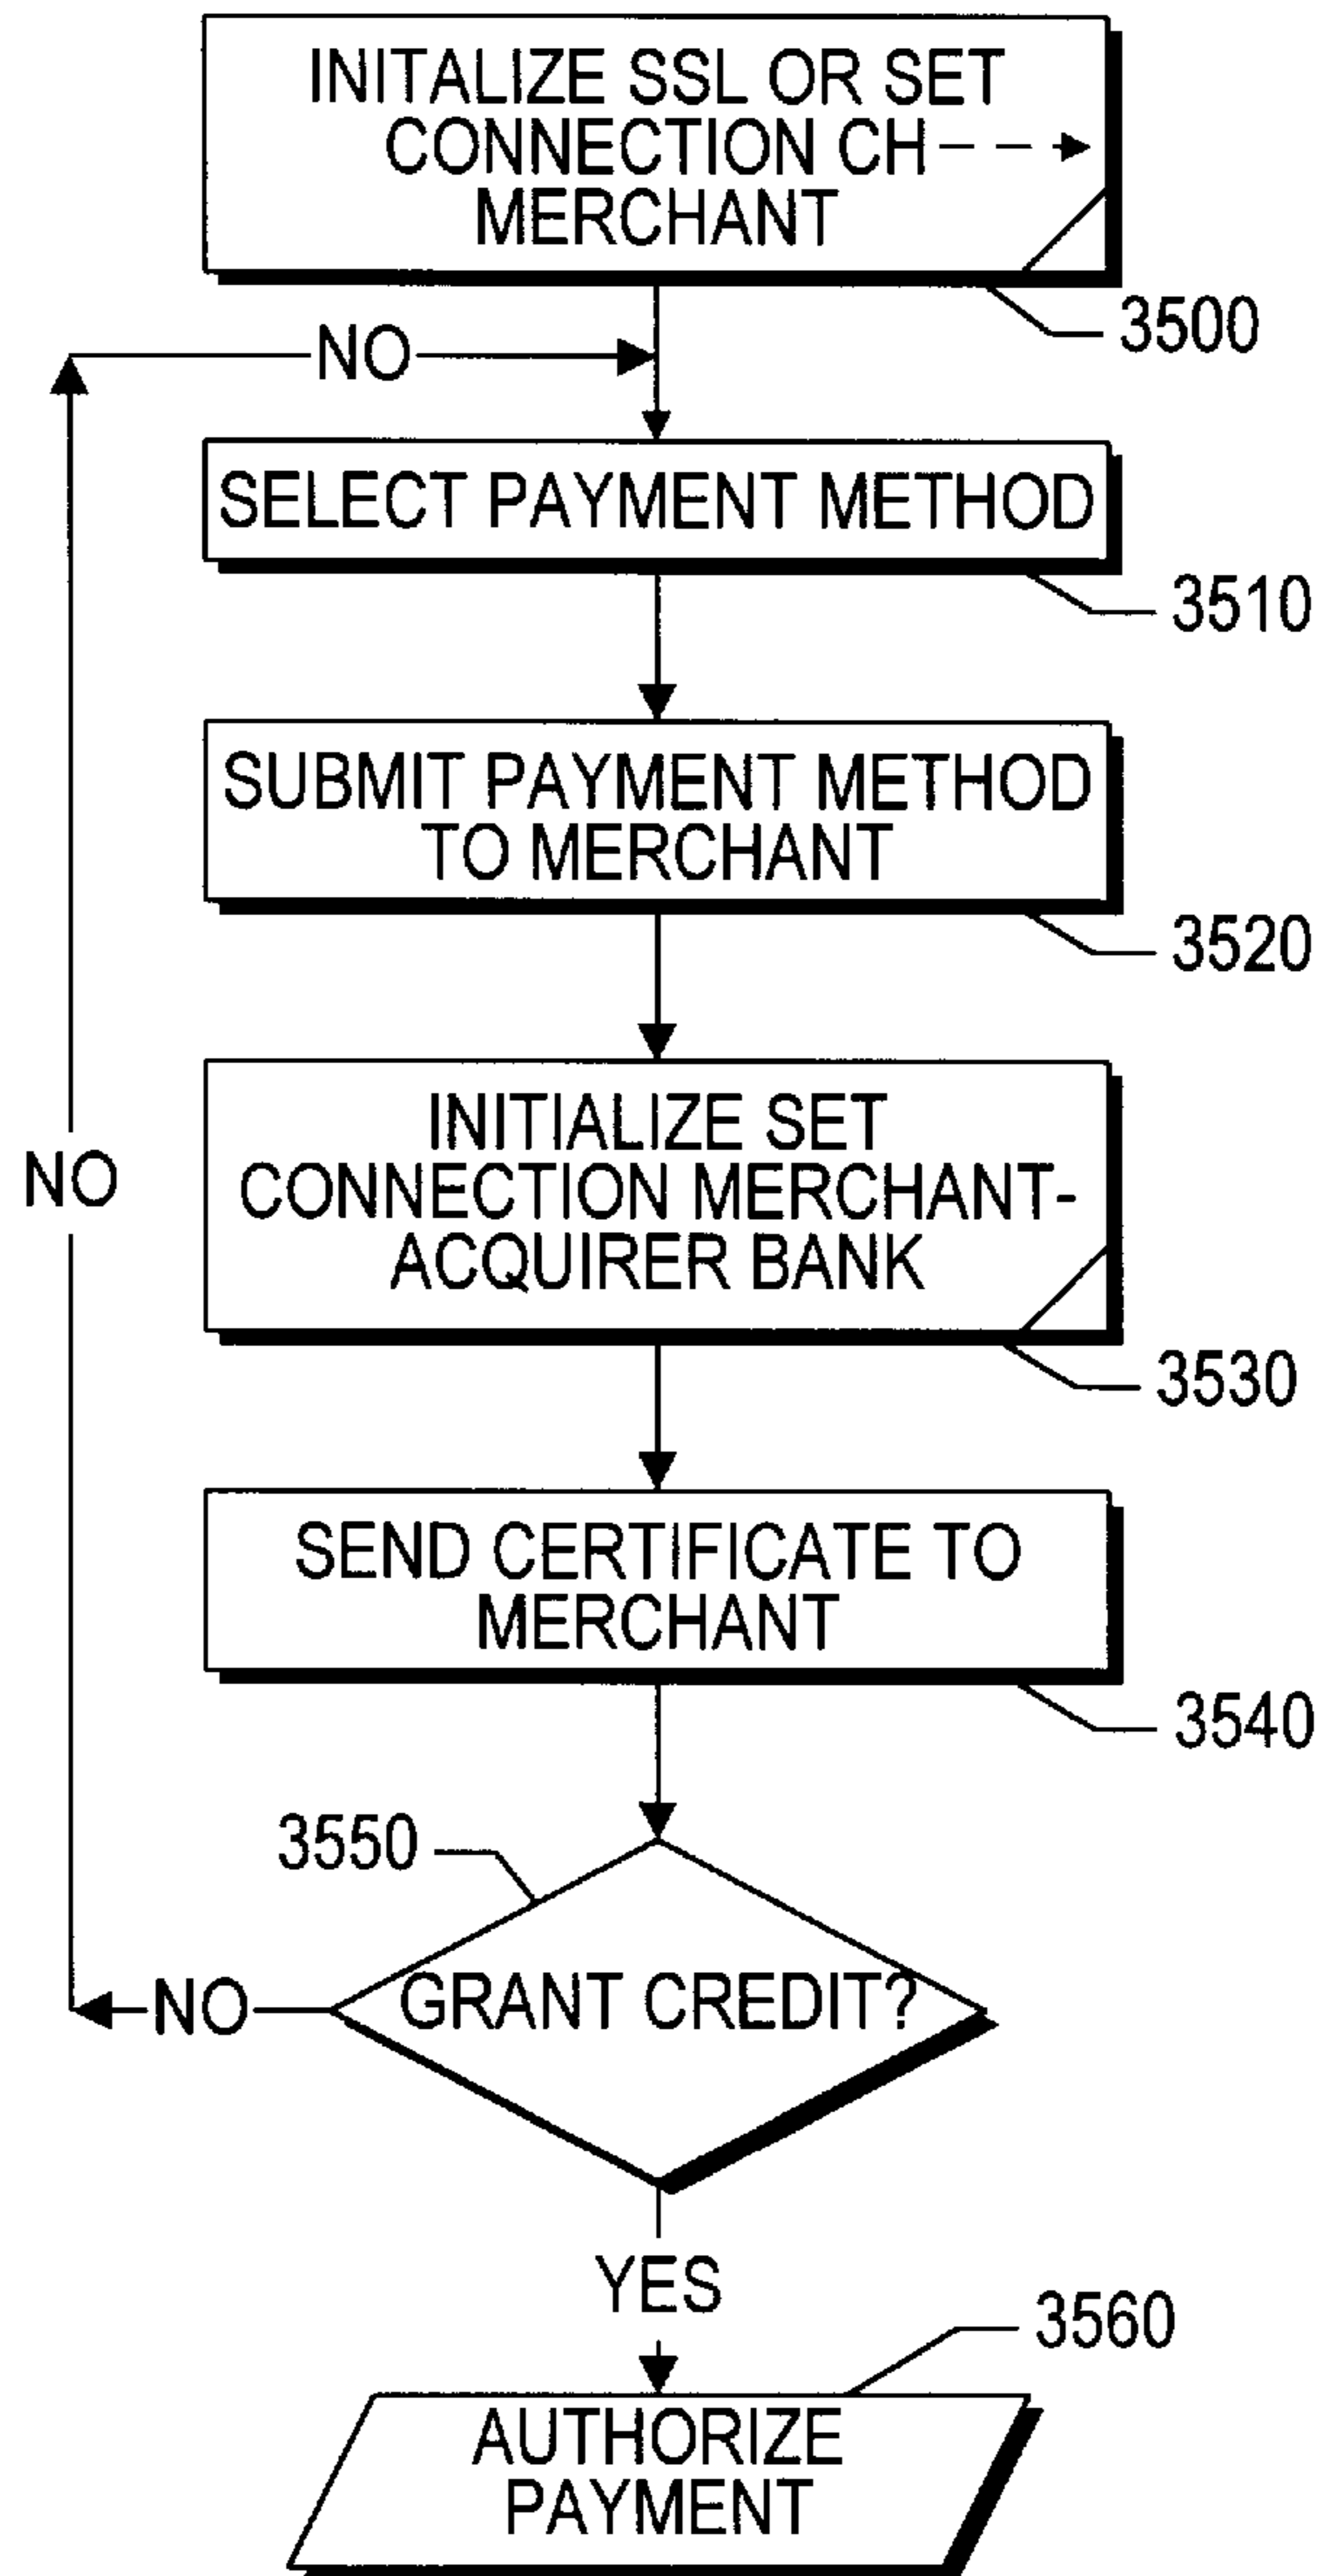 INITALIZE SSL OR SET
CONNECTION CH
MERCHANT
3500
NO
SELECT PAYMENT METHOD
3510
SUBMIT PAYMENT METHOD
TO MERCHANT
3520
INITIALIZE SET
CONNECTION MERCHANT-
ACQUIRER BANK
NO
3530
SEND CERTIFICATE TO
MERCHANT
3540
3550
GRANT CREDIT?
NO
YES
3560
AUTHORIZE
PAYMENT